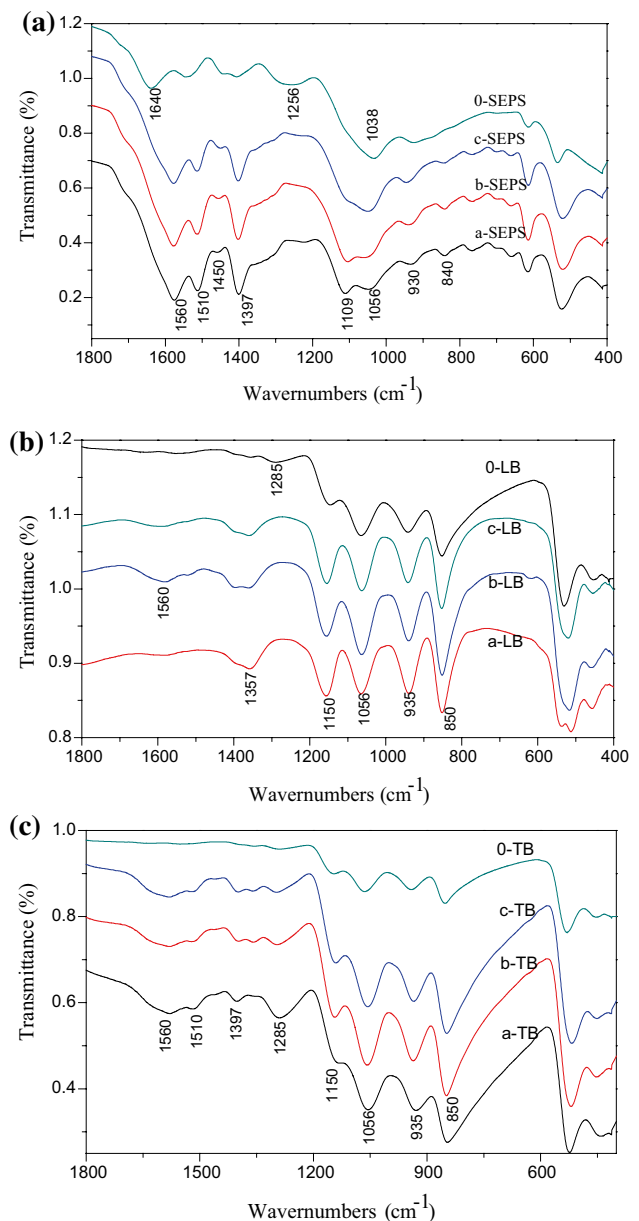 (a)
1.2
1.0
0.8
0.6
0.4
0.2
Transmittance (%)
1640
1256
1038
0-SEPS
c-SEPS
b-SEPS
a-SEPS
1560
1510
1450
1397
1109
1056
930
840
1800 1600 1400 1200 1000 800 600 400
Wavernumbers (cm-1)
(b)
1.2
1.1
1.0
0.9
0.8
Transmittance (%)
1285
0-LB
c-LB
b-LB
a-LB
1560
1357
1150
1056
935
850
1800 1600 1400 1200 1000 800 600 400
Wavernumbers (cm-1)
(c)
1.0
0.8
0.6
0.4
Transmittance (%)
0-TB
c-TB
b-TB
a-TB
1560
1510
1397
1285
1150
1056
935
850
1800 1500 1200 900 600
Wavernumbers (cm-1)